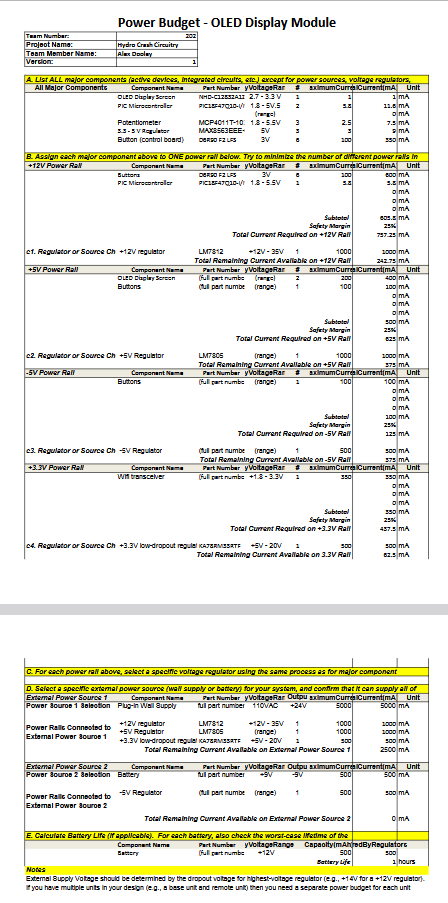 Power Budget - OLED Display Module
Team Number: 202
Project Name: Hydro Crash Circuitry
Team Member Name: Alex Dooley
Version: 1
A. List ALL major components (active devices, integrated circuits, etc.) except for power sources, voltage regulators,
All Major Components Component Name Part Number yVoltageRan # aximumCurre lCurrent(mA) Unit
OLED Display Screen NHD-C12832A1Z 2.7 - 3.3 V 1 1 1 mA
PIC Microcontroller PIC18F47Q10-I/ 1.8 - 5V.5 2 5.8 11.6 mA
(range) 0 mA
Potentiometer MCP4011T-10 1.8 - 5.5V 3 2.5 7.5 mA
3.3 - 5 V Regulator MAX8563EEE- 5V 3 3 9 mA
Button (control board) D6R90 F2 LFS 3V 6 100 350 mA
B. Assign each major component above to ONE power rail below. Try to minimize the number of different power rails in
+12V Power Rail Component Name Part Number yVoltageRan # aximumCurre lCurrent(mA) Unit
Buttons D6R90 F2 LFS 3V 6 100 600 mA
PIC Microcontroller PIC18F47Q10-I/ 1.8 - 5.5V 1 5.8 5.8 mA
0 mA
0 mA
0 mA
Subtotal 605.8 mA
Safety Margin 25%
Total Current Required on +12V Rail 757.25 mA
c1. Regulator or Source Ch +12V regulator LM7812 +12V - 35V 1 1000 1000 mA
Total Remaining Current Available on +12V Rail 242.75 mA
+5V Power Rail Component Name Part Number yVoltageRan # aximumCurre lCurrent(mA) Unit
OLED Display Screen (full part numbe (range) 2 200 400 mA
Buttons (full part numbe (range) 1 100 100 mA
0 mA
0 mA
0 mA
Subtotal 500 mA
Safety Margin 25%
Total Current Required on +5V Rail 625 mA
c2. Regulator or Source Ch +5V Regulator LM7805 (range) 1 1000 1000 mA
Total Remaining Current Available on +5V Rail 375 mA
-5V Power Rail Component Name Part Number yVoltageRan # aximumCurre lCurrent(mA) Unit
Buttons (full part numbe (range) 1 100 100 mA
0 mA
0 mA
0 mA
Subtotal 100 mA
Safety Margin 25%
Total Current Required on -5V Rail 125 mA
c3. Regulator or Source Ch -5V Regulator (full part numbe (range) 1 500 500 mA
Total Remaining Current Available on -5V Rail 375 mA
+3.3V Power Rail Component Name Part Number yVoltageRan # aximumCurre lCurrent(mA) Unit
Wifi transceiver (full part numbe +1.8 - 3.3V 1 350 350 mA
0 mA
0 mA
0 mA
Subtotal 350 mA
Safety Margin 25%
Total Current Required on +3.3V Rail 437.5 mA
c4. Regulator or Source Ch +3.3V low-dropout regulat KA78RM33RTF +5V - 20V 1 500 500 mA
Total Remaining Current Available on 3.3V Rail 62.5 mA
C. For each power rail above, select a specific voltage regulator using the same process as for major component
D. Select a specific external power source (wall supply or battery) for your system, and confirm that it can supply all of
External Power Source 1 Component Name Part Number yVoltageRan Outpu aximumCurre lCurrent(mA) Unit
Power Source 1 Selection Plug-in Wall Supply full part number 110VAC +24V 5000 5000 mA
Power Rails Connected to External Power Source 1
+12V regulator LM7812 +12V - 35V 1 1000 1000 mA
+5V Regulator LM7805 (range) 1 1000 1000 mA
+3.3V low-dropout regulat KA78RM33RTF +5V - 20V 1 500 500 mA
Total Remaining Current Available on External Power Source 1 2500 mA
External Power Source 2 Component Name Part Number yVoltageRan Outpu aximumCurre lCurrent(mA) Unit
Power Source 2 Selection Battery full part number +9V -9V 500 500 mA
Power Rails Connected to External Power Source 2
-5V Regulator (full part numbe (range) 1 500 500 mA
Total Remaining Current Available on External Power Source 2 0 mA
E. Calculate Battery Life (if applicable). For each battery, also check the worst-case lifetime of the
Component Name Part Number yVoltageRange Capacity(mAh) redByRegulators
Battery (full part numbe +12V 500 500
Battery Life 1 hours
Notes
External Supply Voltage should be determined by the dropout voltage for highest-voltage regulator (e.g., +14V for a +12V regulator).
If you have multiple units in your design (e.g., a base unit and remote unit) then you need a separate power budget for each unit